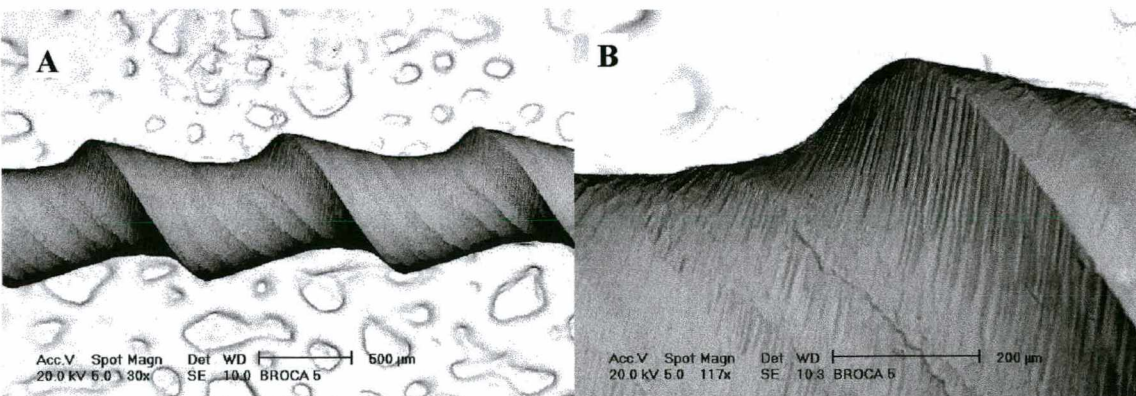 A
B
Acc.V Spot Magn Det WD 500 µm
20.0 kV 5.0 30x SE 10.0 BROCA 5
Acc.V Spot Magn Det WD 200 µm
20.0 kV 5.0 117x SE 10.3 BROCA 5